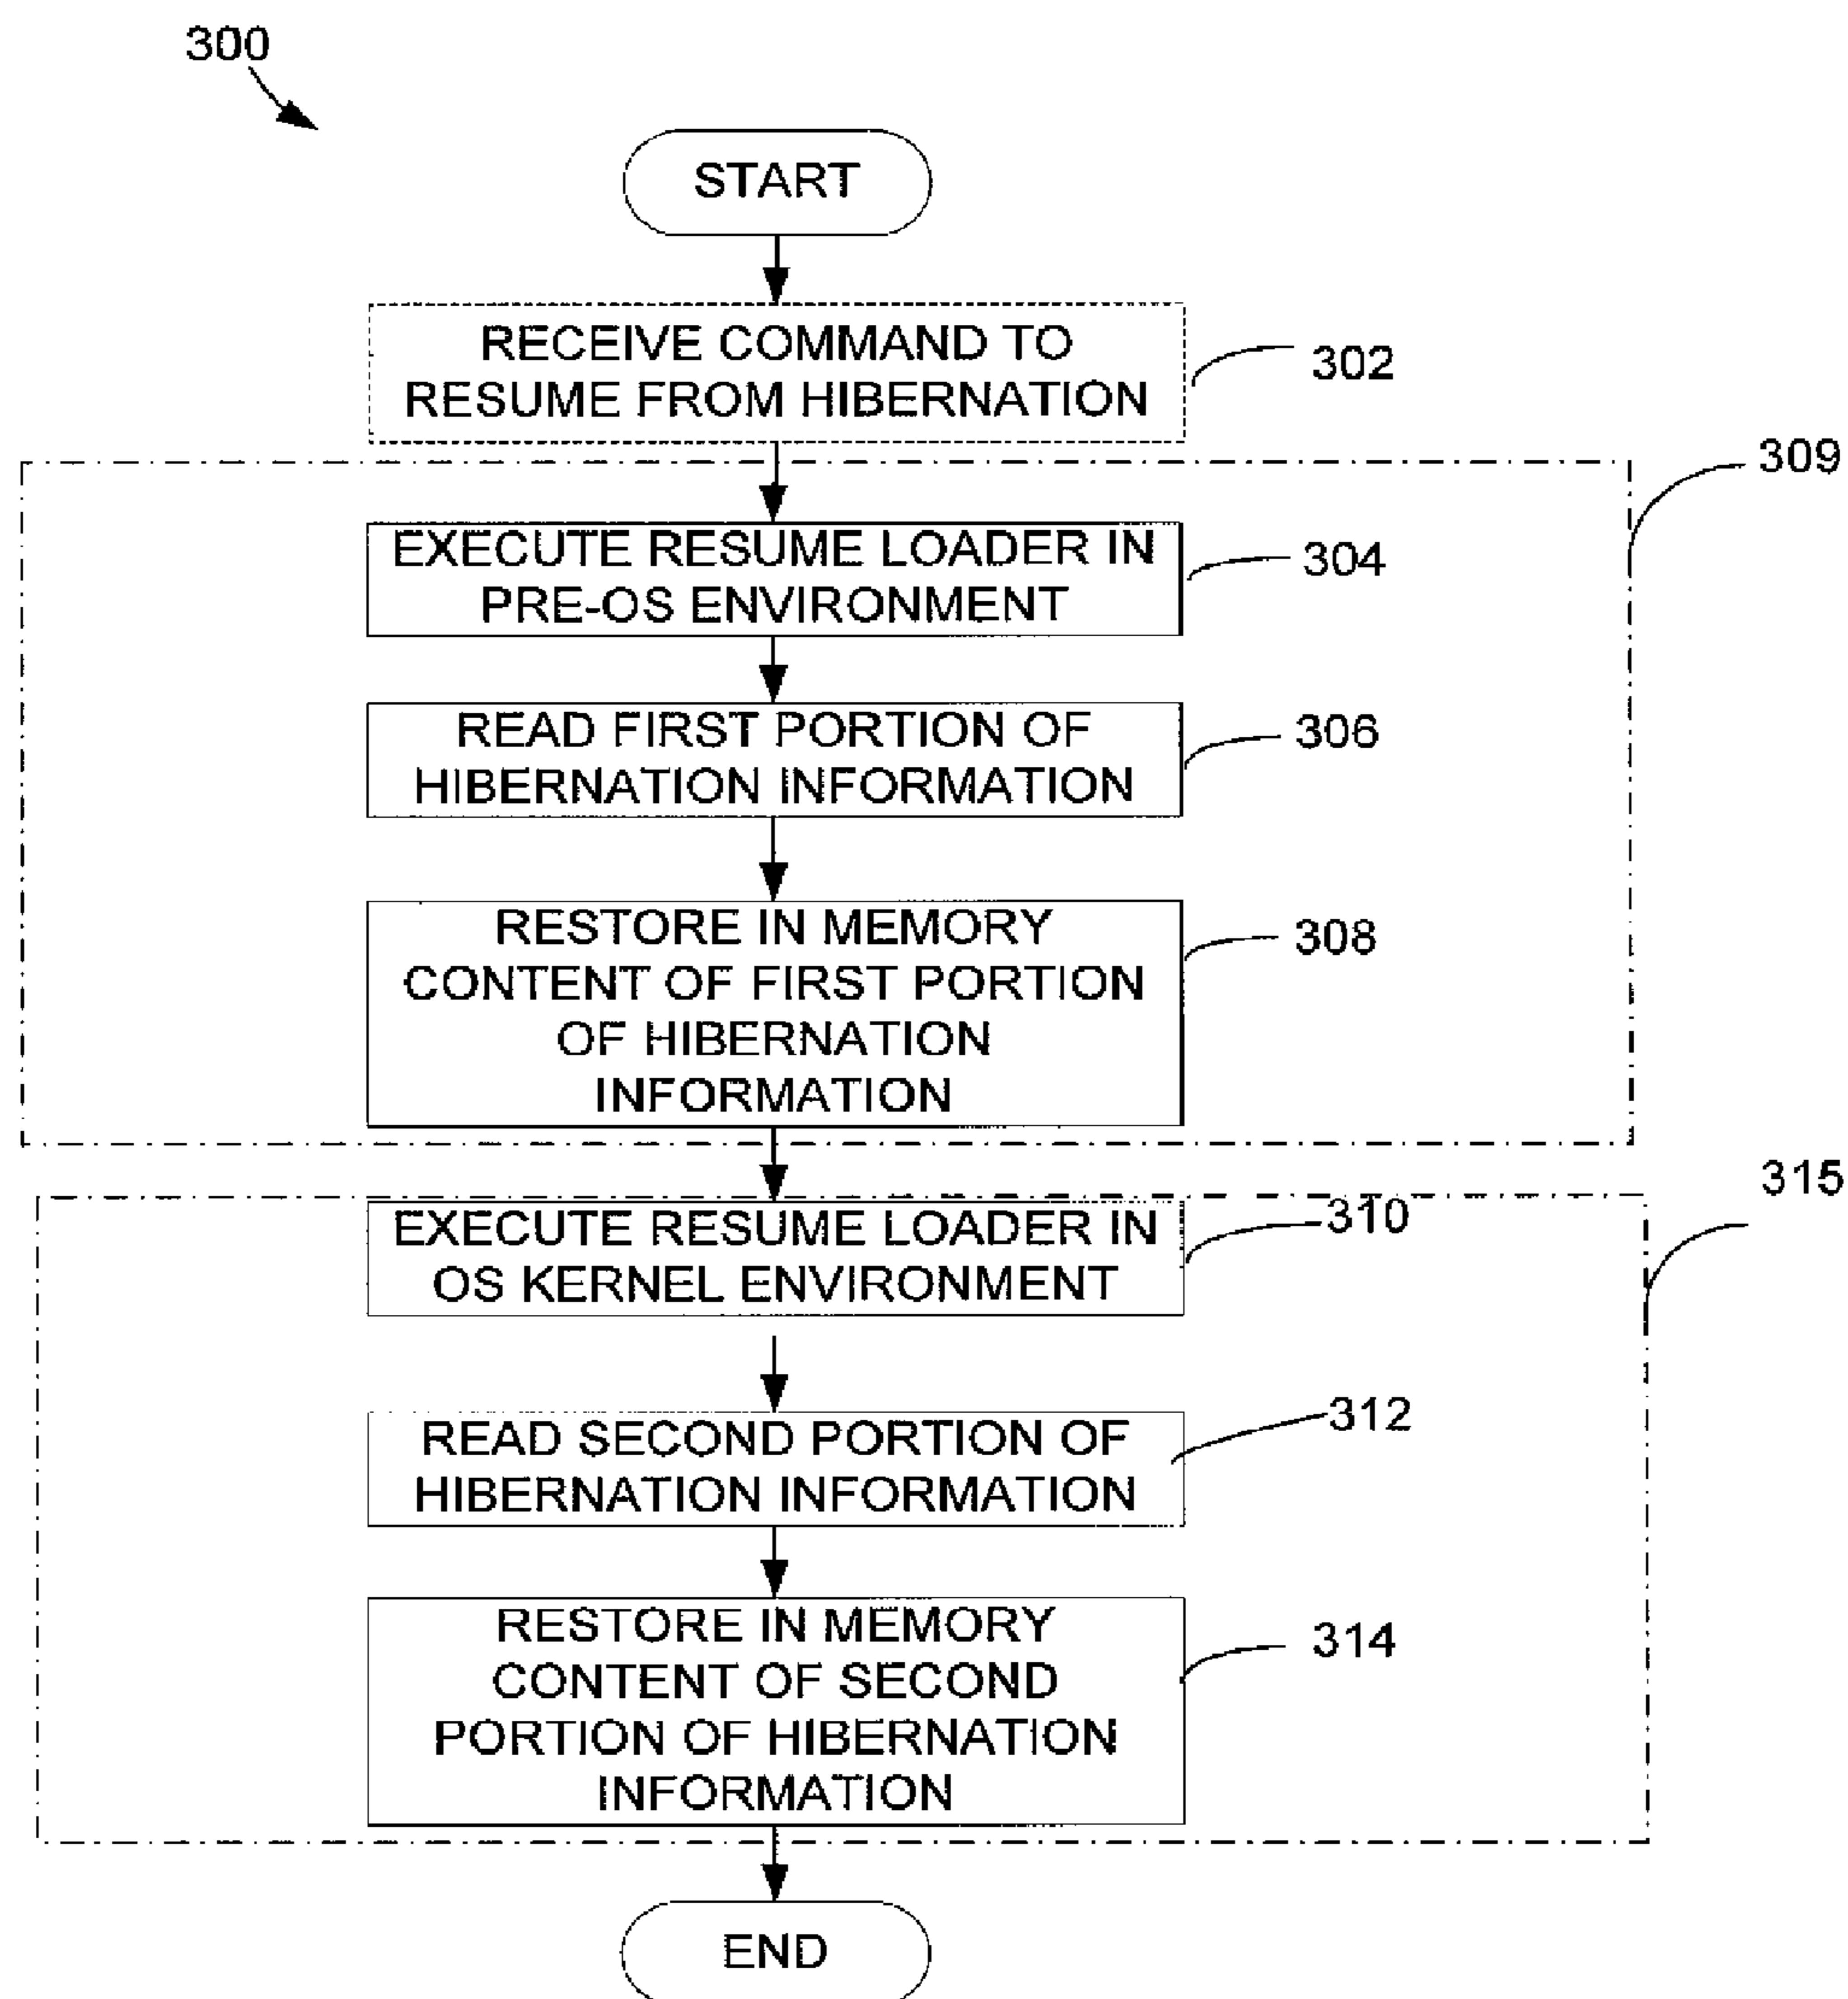 300
START
RECEIVE COMMAND TO
RESUME FROM HIBERNATION
302
309
EXECUTE RESUME LOADER IN
PRE-OS ENVIRONMENT
304
READ FIRST PORTION OF
HIBERNATION INFORMATION
306
RESTORE IN MEMORY
CONTENT OF FIRST PORTION
OF HIBERNATION
INFORMATION
308
315
EXECUTE RESUME LOADER IN
OS KERNEL ENVIRONMENT
310
READ SECOND PORTION OF
HIBERNATION INFORMATION
312
RESTORE IN MEMORY
CONTENT OF SECOND
PORTION OF HIBERNATION
INFORMATION
314
END